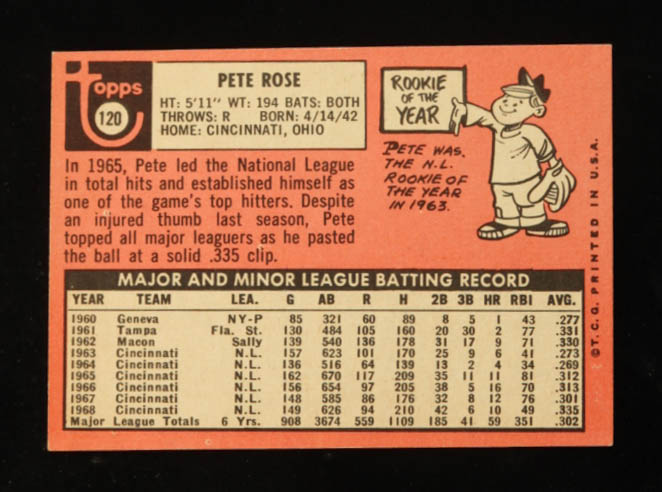 topps
120
PETE ROSE
HT: 5'11" WT: 194 BATS: BOTH
THROWS: R BORN: 4/14/42
HOME: CINCINNATI, OHIO
In 1965, Pete led the National League
in total hits and established himself as
one of the game's top hitters. Despite
an injured thumb last season, Pete
topped all major leaguers as he pasted
the ball at a solid .335 clip.
ROOKIE
OF THE
YEAR
PETE WAS
THE N.L.
ROOKIE OF
THE YEAR
IN 1963.
MAJOR AND MINOR LEAGUE BATTING RECORD
YEAR TEAM LEA. G AB R H 2B 3B HR RBI AVG.
1960 Geneva NY-P 85 321 60 89 8 5 1 43 .277
1961 Tampa Fla. St. 130 484 105 160 20 30 2 77 .331
1962 Macon Sally 139 540 136 178 31 17 9 71 .330
1963 Cincinnati N.L. 157 623 101 170 25 9 6 41 .273
1964 Cincinnati N.L. 136 516 64 139 13 2 4 34 .269
1965 Cincinnati N.L. 162 670 117 209 35 11 11 81 .312
1966 Cincinnati N.L. 156 654 97 205 38 5 16 70 .313
1967 Cincinnati N.L. 148 585 86 176 32 8 12 76 .301
1968 Cincinnati N.L. 149 626 94 210 42 6 10 49 .335
Major League Totals 6 Yrs. 908 3674 559 1109 185 41 59 351 .302
©T.C.G. PRINTED IN U.S.A.